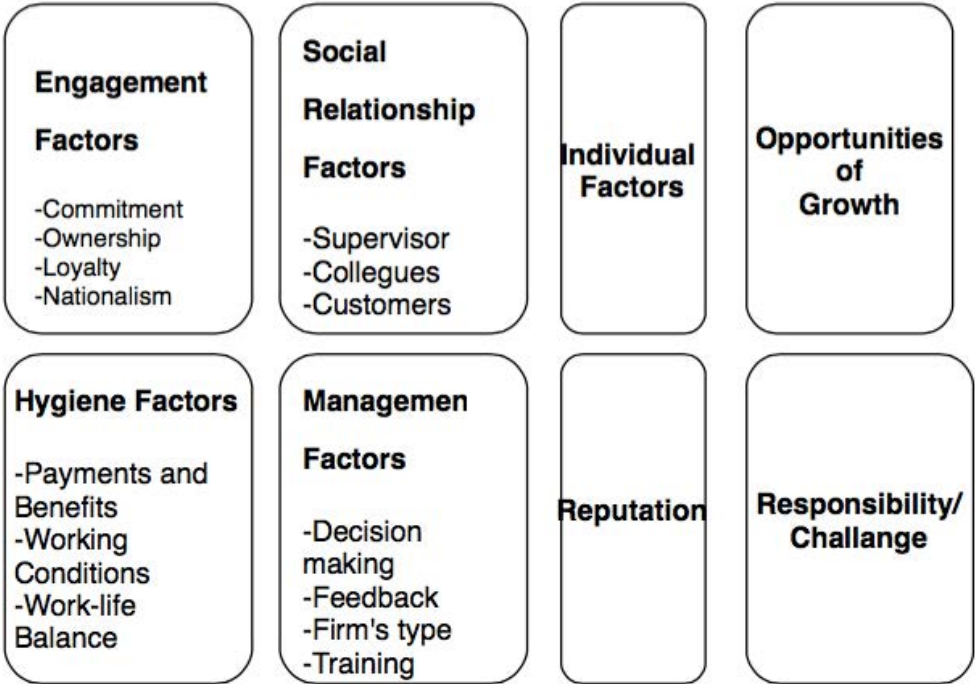 Engagement
Factors
-Commitment
-Ownership
-Loyalty
-Nationalism
Social
Relationship
Factors
-Supervisor
-Collegues
-Customers
Individual
Factors
Opportunities
of
Growth
Hygiene Factors
-Payments and
Benefits
-Working
Conditions
-Work-life
Balance
Managemen
Factors
-Decision
making
-Feedback
-Firm's type
-Training
Reputation
Responsibility/
Challange